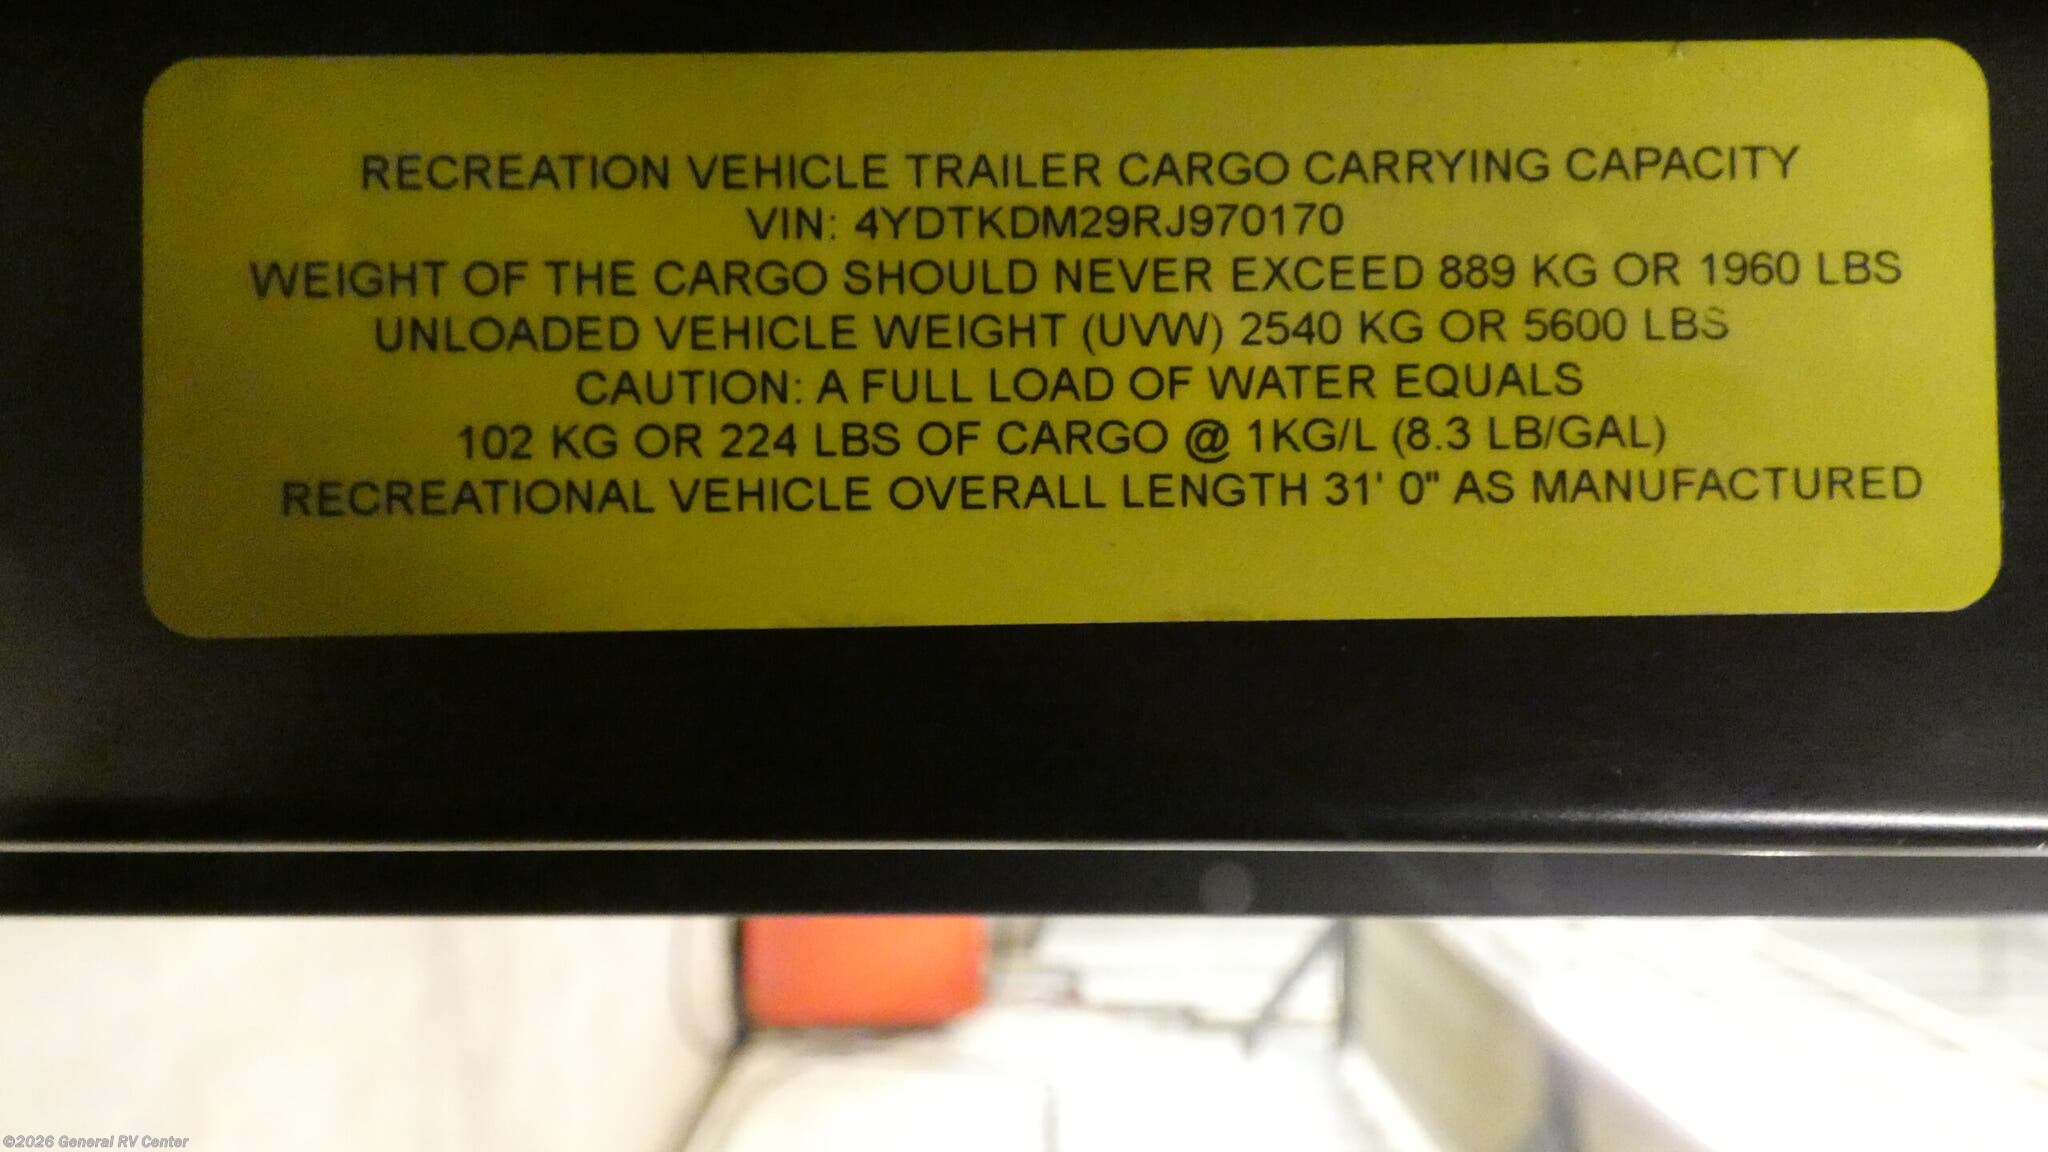 RECREATION VEHICLE TRAILER CARGO CARRYING CAPACITY
VIN: 4YDTKDM29RJ970170
WEIGHT OF THE CARGO SHOULD NEVER EXCEED 889 KG OR 1960 LBS
UNLOADED VEHICLE WEIGHT (UVW) 2540 KG OR 5600 LBS
CAUTION: A FULL LOAD OF WATER EQUALS
102 KG OR 224 LBS OF CARGO @ 1KG/L (8.3 LB/GAL)
RECREATIONAL VEHICLE OVERALL LENGTH 31' 0" AS MANUFACTURED
©2026 General RV Center